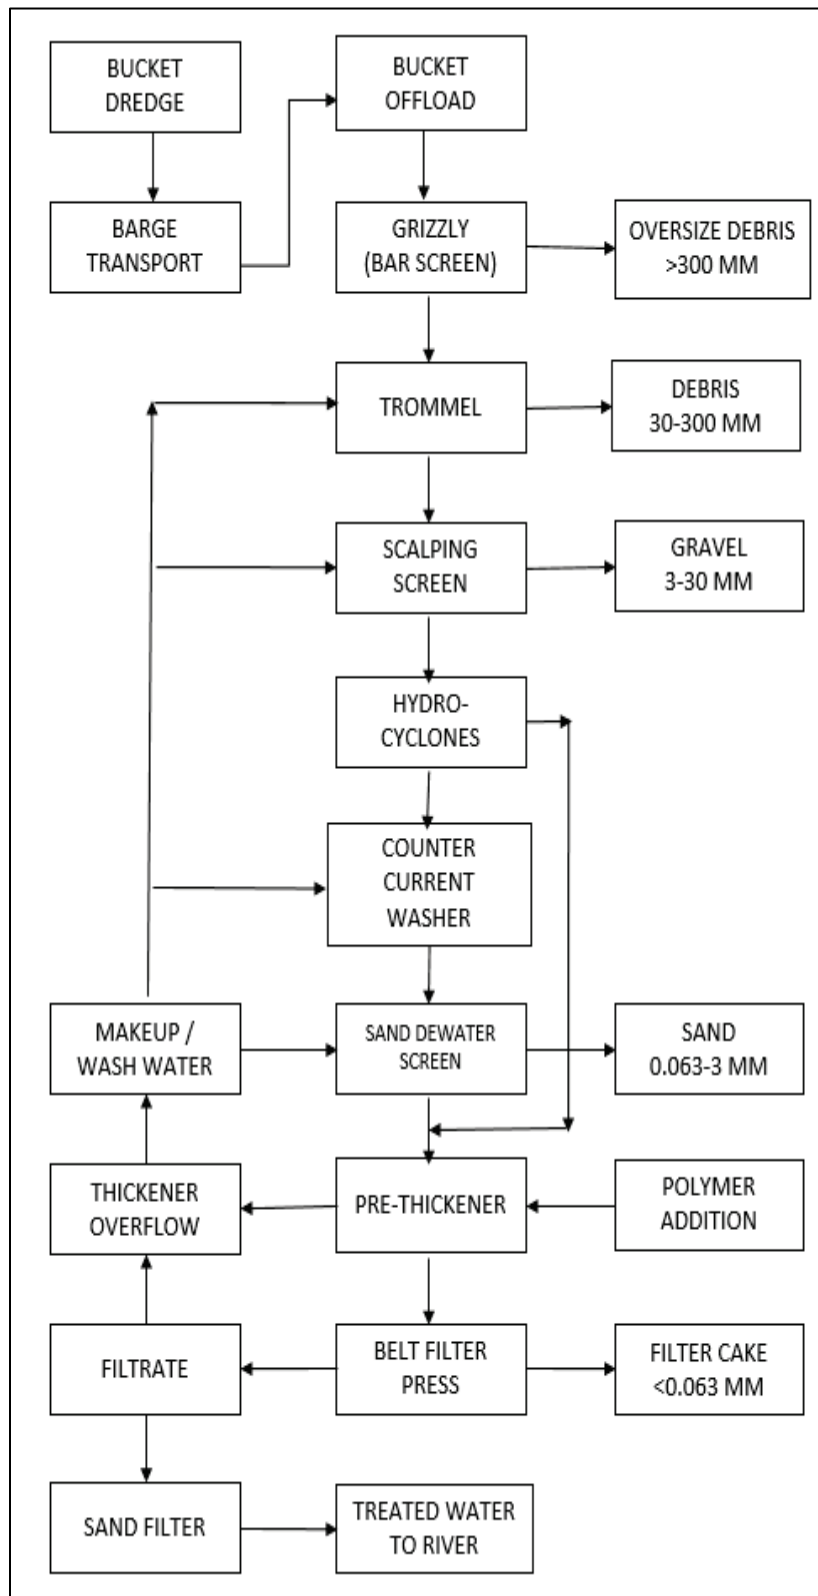 BUCKET
DREDGE
BUCKET
OFFLOAD
BARGE
TRANSPORT
GRIZZLY
(BAR SCREEN)
OVERSIZE DEBRIS
>300 MM
TROMMEL
DEBRIS
30-300 MM
SCALPING
SCREEN
GRAVEL
3-30 MM
HYDRO-
CYCLONES
COUNTER
CURRENT
WASHER
MAKEUP /
WASH WATER
SAND DEWATER
SCREEN
SAND
0.063-3 MM
THICKENER
OVERFLOW
PRE-THICKENER
POLYMER
ADDITION
FILTRATE
BELT FILTER
PRESS
FILTER CAKE
<0.063 MM
SAND FILTER
TREATED WATER
TO RIVER